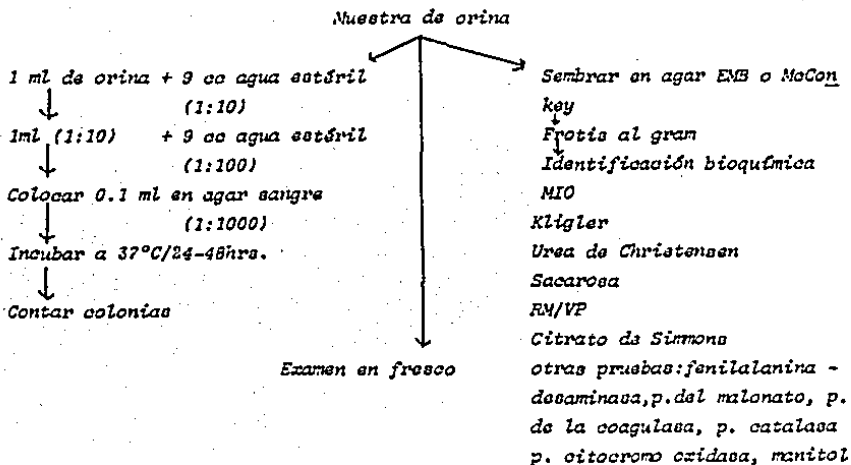 Muestra de orina
1 ml de orina + 9 cc agua estéril
(1:10)
1ml (1:10) + 9 cc agua estéril
(1:100)
Colocar 0.1 ml en agar sangre
(1:1000)
Incubar a 37°C/24-48hrs.
Contar colonias
Examen en fresco
Sembrar en agar EMB o MaCon
key
Frotis al gram
Identificación bioquímica
MIO
Kligler
Urea de Christensen
Sacarosa
RM/VP
Citrato de Simmons
otras pruebas:fenilalanina -
desaminasa,p.del malonato, p.
de la coagulasa, p. catalasa
p. citocromo oxidasa, manitol